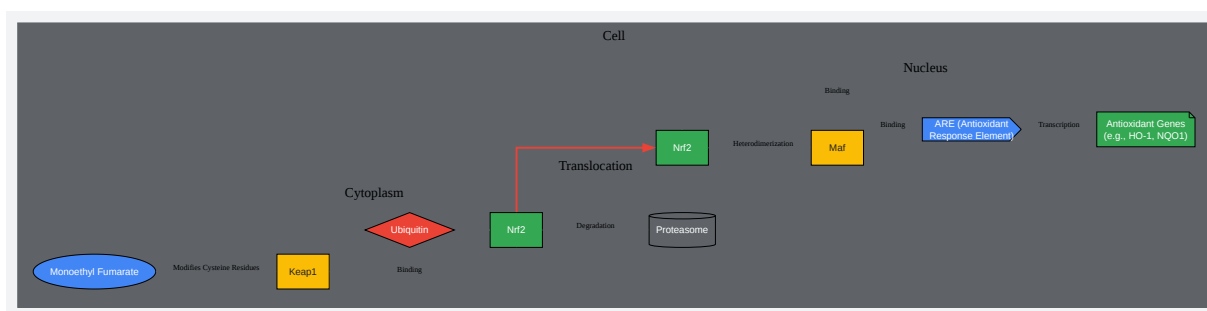 Cell
Nucleus
Binding
Binding
ARE (Antioxidant
Response Element)
Transcription
Antioxidant Genes
(e.g., HO-1, NQO1)
Nrf2
Heterodimerization
Maf
Translocation
Cytoplasm
Ubiquitin
Nrf2
Degradation
Proteasome
Monoethyl Fumarate
Modifies Cysteine Residues
Keap1
Binding